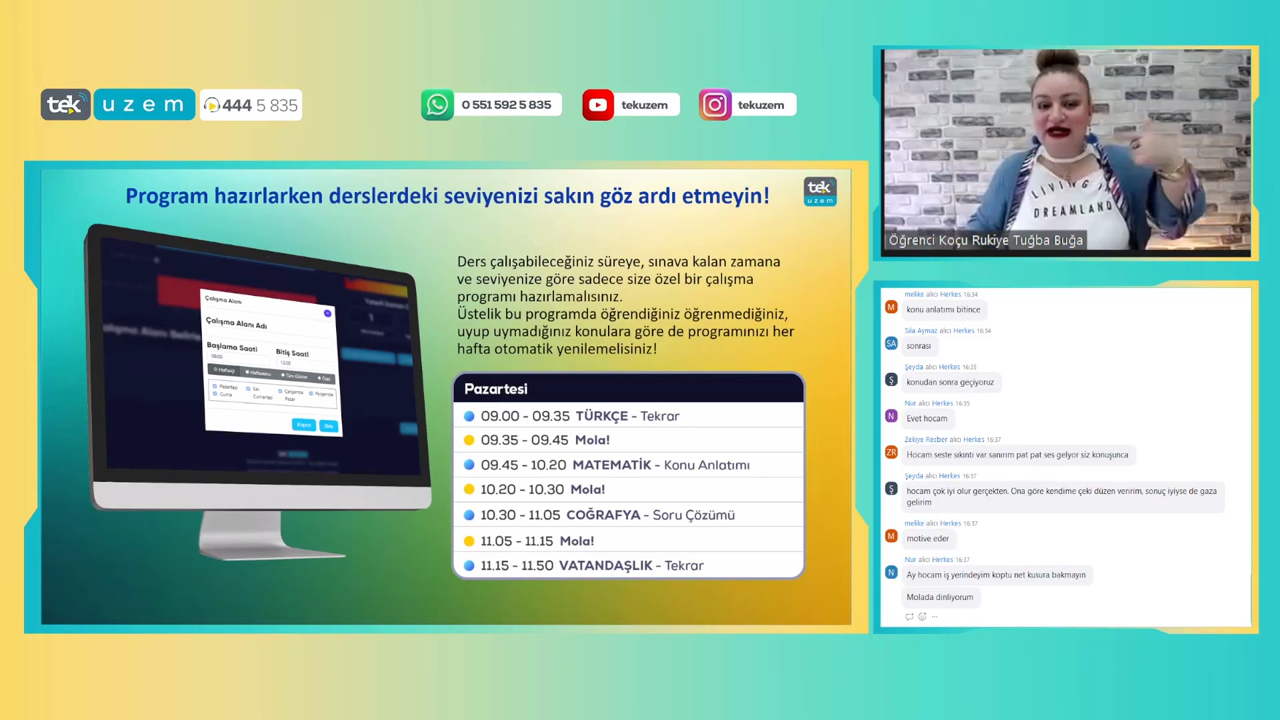 tek uzem 444 5 835
0 551 592 5 835
tekuzem
tekuzem
Program hazırlarken derslerdeki seviyenizi sakın göz ardı etmeyin!
tek
uzem
Çalışma Alanı
Çalışma Alanı Adı
Başlama Saati
Bitiş Saati
Ders çalışabileceğiniz süreye, sınava kalan zamana
ve seviyenize göre sadece size özel bir çalışma
programı hazırlamalısınız.
Üstelik bu programda öğrendiğiniz öğrenmediğiniz,
uyup uymadığınız konulara göre de programınızı her
hafta otomatik yenilemelisiniz!
Pazartesi
09.00 - 09.35 TÜRKÇE - Tekrar
09.35 - 09.45 Mola!
09.45 - 10.20 MATEMATİK - Konu Anlatımı
10.20 - 10.30 Mola!
10.30 - 11.05 COĞRAFYA - Soru Çözümü
11.05 - 11.15 Mola!
11.15 - 11.50 VATANDAŞLIK - Tekrar
LIVING IN
DREAMLAND
Öğrenci Koçu Rukiye Tuğba Buğa
melike alıcı Herkes 16:34
M
konu anlatımı bitince
Sıla Aymaz alıcı Herkes 16:34
SA
sonrası
Şeyda alıcı Herkes 16:35
Ş
konudan sonra geçiyoruz
Nur alıcı Herkes 16:35
N
Evet hocam
Zekiye Recber alıcı Herkes 16:37
ZR
Hocam seste sıkıntı var sanırım pat pat ses gelyor siz konuşunca
Şeyda alıcı Herkes 16:37
Ş
hocam çok iyi olur gerçekten. Ona göre kendime çeki düzen veririm, sonuç iyiyse de gaza
gelirim
melike alıcı Herkes 16:37
M
motive eder
Nur alıcı Herkes 16:37
N
Ay hocam iş yerindeyim koptu net kusura bakmayın
Molada dinliyorum